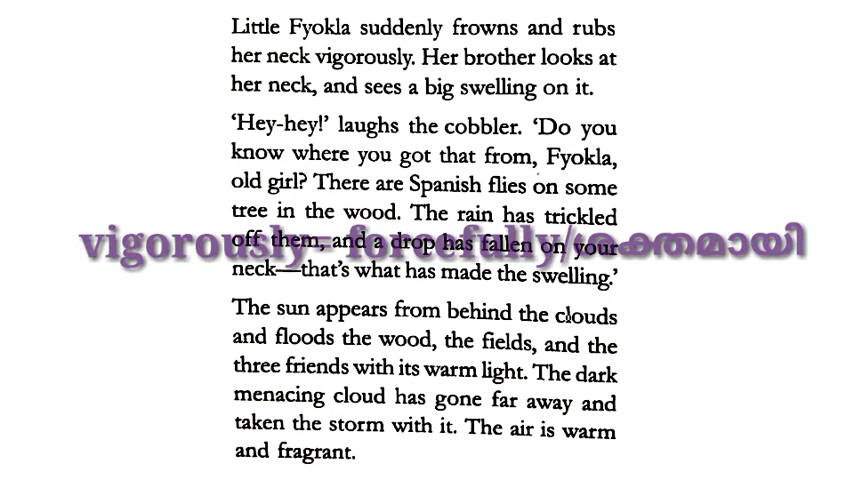 Little Fyokla suddenly frowns and rubs
her neck vigorously. Her brother looks at
her neck, and sees a big swelling on it.
‘Hey-hey!’ laughs the cobbler. ‘Do you
know where you got that from, Fyokla,
old girl? There are Spanish flies on some
tree in the wood. The rain has trickled
off them, and a drop has fallen on your
vigorously- forcefully/ശക്തമായി
neck—that’s what has made the swelling.’
The sun appears from behind the clouds
and floods the wood, the fields, and the
three friends with its warm light. The dark
menacing cloud has gone far away and
taken the storm with it. The air is warm
and fragrant.